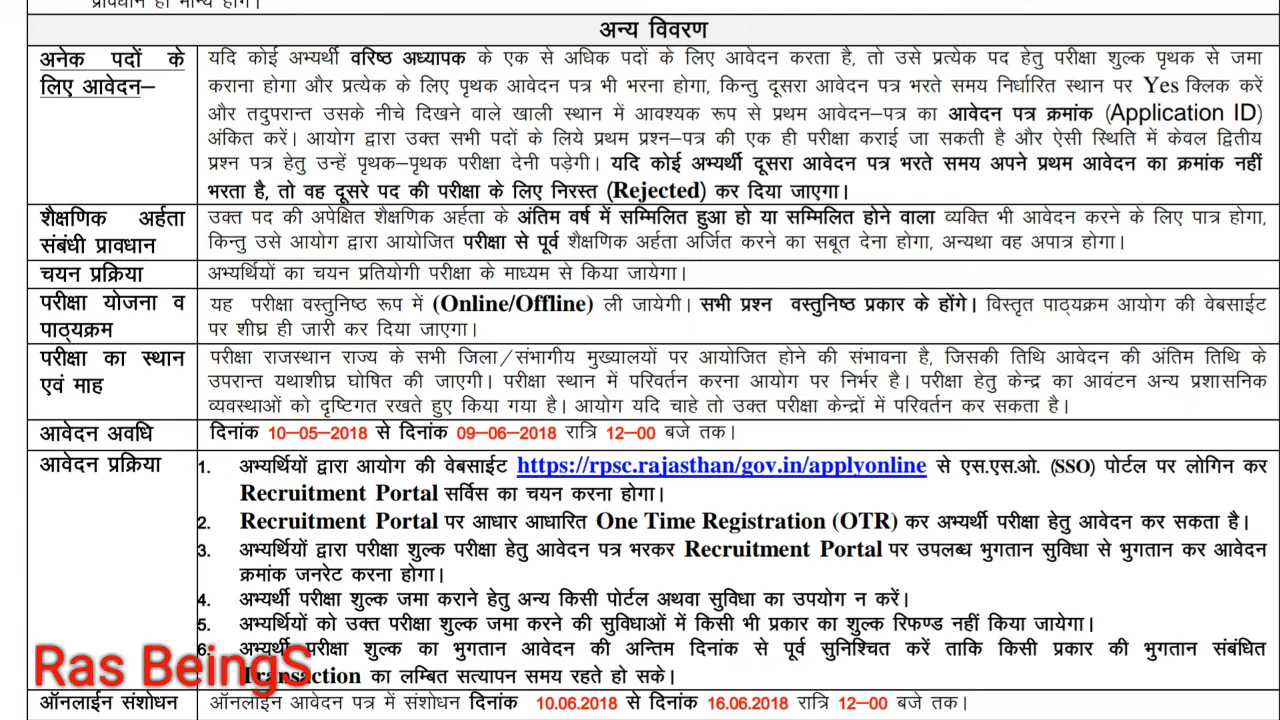 प्रावधान ही मान्य होंगे।
अन्य विवरण
अनेक पदों के
लिए आवेदन–
यदि कोई अभ्यर्थी वरिष्ठ अध्यापक के एक से अधिक पदों के लिए आवेदन करता है, तो उसे प्रत्येक पद हेतु परीक्षा शुल्क पृथक से जमा
कराना होगा और प्रत्येक के लिए पृथक आवेदन पत्र भी भरना होगा, किन्तु दूसरा आवेदन पत्र भरते समय निर्धारित स्थान पर Yes क्लिक करें
और तदुपरान्त उसके नीचे दिखने वाले खाली स्थान में आवश्यक रूप से प्रथम आवेदन–पत्र का आवेदन पत्र क्रमांक (Application ID)
अंकित करें। आयोग द्वारा उक्त सभी पदों के लिये प्रथम प्रश्न–पत्र की एक ही परीक्षा कराई जा सकती है और ऐसी स्थिति में केवल द्वितीय
प्रश्न पत्र हेतु उन्हें पृथक–पृथक परीक्षा देनी पड़ेगी। यदि कोई अभ्यर्थी दूसरा आवेदन पत्र भरते समय अपने प्रथम आवेदन का क्रमांक नहीं
भरता है, तो वह दूसरे पद की परीक्षा के लिए निरस्त (Rejected) कर दिया जाएगा।
शैक्षणिक अर्हता
संबंधी प्रावधान
उक्त पद की अपेक्षित शैक्षणिक अर्हता के अंतिम वर्ष में सम्मिलित हुआ हो या सम्मिलित होने वाला व्यक्ति भी आवेदन करने के लिए पात्र होगा,
किन्तु उसे आयोग द्वारा आयोजित परीक्षा से पूर्व शैक्षणिक अर्हता अर्जित करने का सबूत देना होगा, अन्यथा वह अपात्र होगा।
चयन प्रक्रिया
अभ्यर्थियों का चयन प्रतियोगी परीक्षा के माध्यम से किया जायेगा।
परीक्षा योजना व
पाठ्यक्रम
यह परीक्षा वस्तुनिष्ठ रूप में (Online/Offline) ली जायेगी। सभी प्रश्न वस्तुनिष्ठ प्रकार के होंगे। विस्तृत पाठ्यक्रम आयोग की वेबसाईट
पर शीघ्र ही जारी कर दिया जाएगा।
परीक्षा का स्थान
एवं माह
परीक्षा राजस्थान राज्य के सभी जिला/संभागीय मुख्यालयों पर आयोजित होने की संभावना है, जिसकी तिथि आवेदन की अंतिम तिथि के
उपरान्त यथाशीघ्र घोषित की जाएगी। परीक्षा स्थान में परिवर्तन करना आयोग पर निर्भर है। परीक्षा हेतु केन्द्र का आवंटन अन्य प्रशासनिक
व्यवस्थाओं को दृष्टिगत रखते हुए किया गया है। आयोग यदि चाहे तो उक्त परीक्षा केन्द्रों में परिवर्तन कर सकता है।
आवेदन अवधि
दिनांक 10–05–2018 से दिनांक 09–06–2018 रात्रि 12–00 बजे तक।
आवेदन प्रक्रिया
1. अभ्यर्थियों द्वारा आयोग की वेबसाईट https://rpsc.rajasthan/gov.in/applyonline से एस.एस.ओ. (SSO) पोर्टल पर लोगिन कर
Recruitment Portal सर्विस का चयन करना होगा।
2. Recruitment Portal पर आधार आधारित One Time Registration (OTR) कर अभ्यर्थी परीक्षा हेतु आवेदन कर सकता है।
3. अभ्यर्थियों द्वारा परीक्षा शुल्क परीक्षा हेतु आवेदन पत्र भरकर Recruitment Portal पर उपलब्ध भुगतान सुविधा से भुगतान कर आवेदन
क्रमांक जनरेट करना होगा।
4. अभ्यर्थी परीक्षा शुल्क जमा कराने हेतु अन्य किसी पोर्टल अथवा सुविधा का उपयोग न करें।
5. अभ्यर्थियों को उक्त परीक्षा शुल्क जमा करने की सुविधाओं में किसी भी प्रकार का शुल्क रिफण्ड नहीं किया जायेगा।
6. अभ्यर्थी परीक्षा शुल्क का भुगतान आवेदन की अन्तिम दिनांक से पूर्व सुनिश्चित करें ताकि किसी प्रकार की भुगतान संबंधित
Transaction का लम्बित सत्यापन समय रहते हो सके।
Ras BeingS
ऑनलाईन संशोधन
ऑनलाईन आवेदन पत्र में संशोधन दिनांक 10.06.2018 से दिनांक 16.06.2018 रात्रि 12–00 बजे तक।